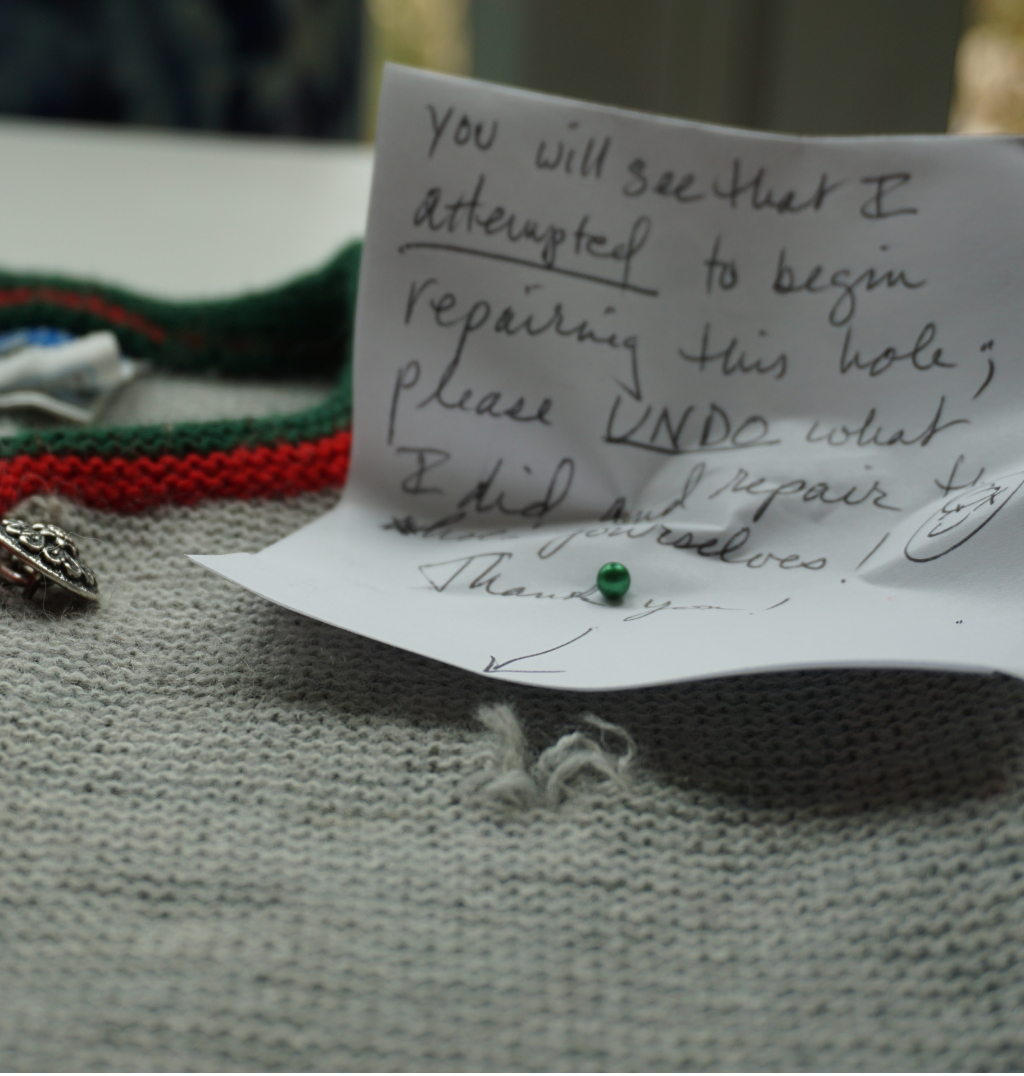 you will see that I
attempted to begin
repairing this hole;
please UNDO what
I did and repair
yourselves!
Thank you!